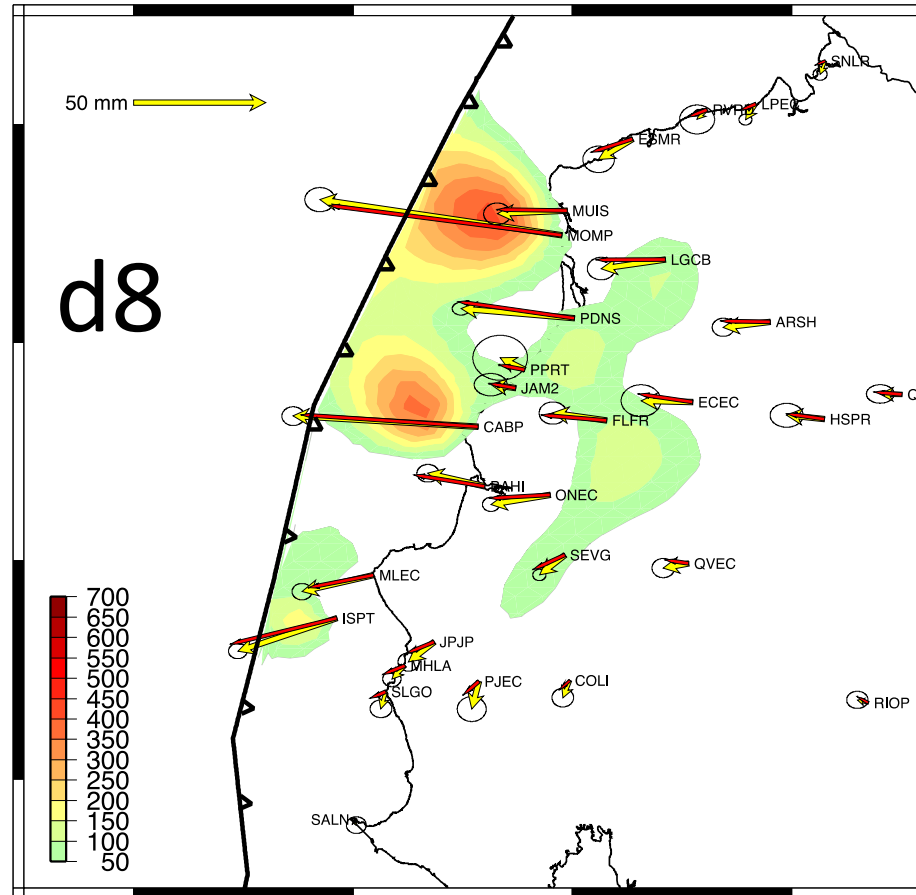 SNLR
50 mm
LPEC
ESMR
MUIS
MOMP
LGCB
d8
PDNS
ARSH
PPRT
JAM2
ECEC
Q
HSPR
FLFR
CABP
ONEC
SEVG
QVEC
MLEC
700
650
600
550
500
450
400
350
300
250
200
150
100
50
ISPT
JPJP
MHLA
PJEC
COLI
SLGO
RIOP
SALN